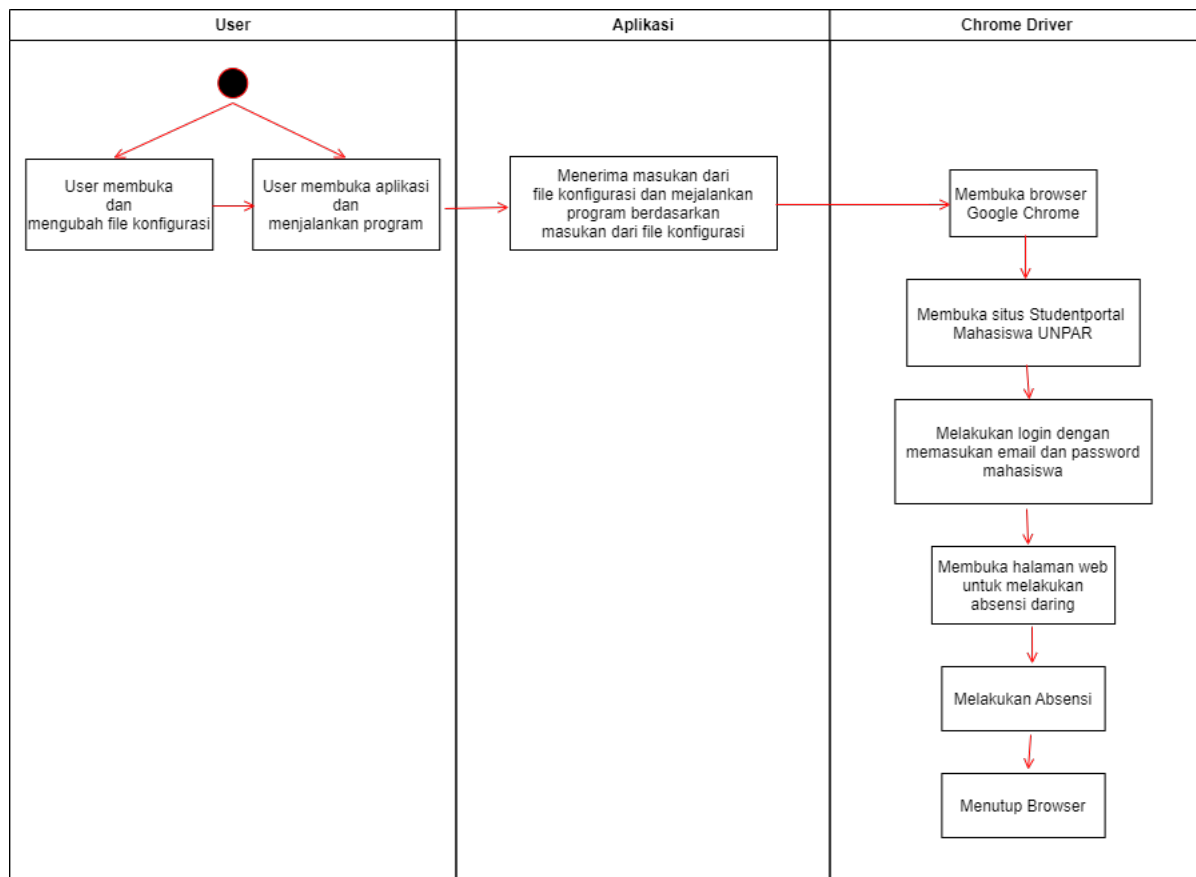 User
Aplikasi
Chrome Driver
User membuka
dan
mengubah file konfigurasi
User membuka aplikasi
dan
menjalankan program
Menerima masukan dari
file konfigurasi dan mejalankan
program berdasarkan
masukan dari file konfigurasi
Membuka browser
Google Chrome
Membuka situs Studentportal
Mahasiswa UNPAR
Melakukan login dengan
memasukan email dan password
mahasiswa
Membuka halaman web
untuk melakukan
absensi daring
Melakukan Absensi
Menutup Browser